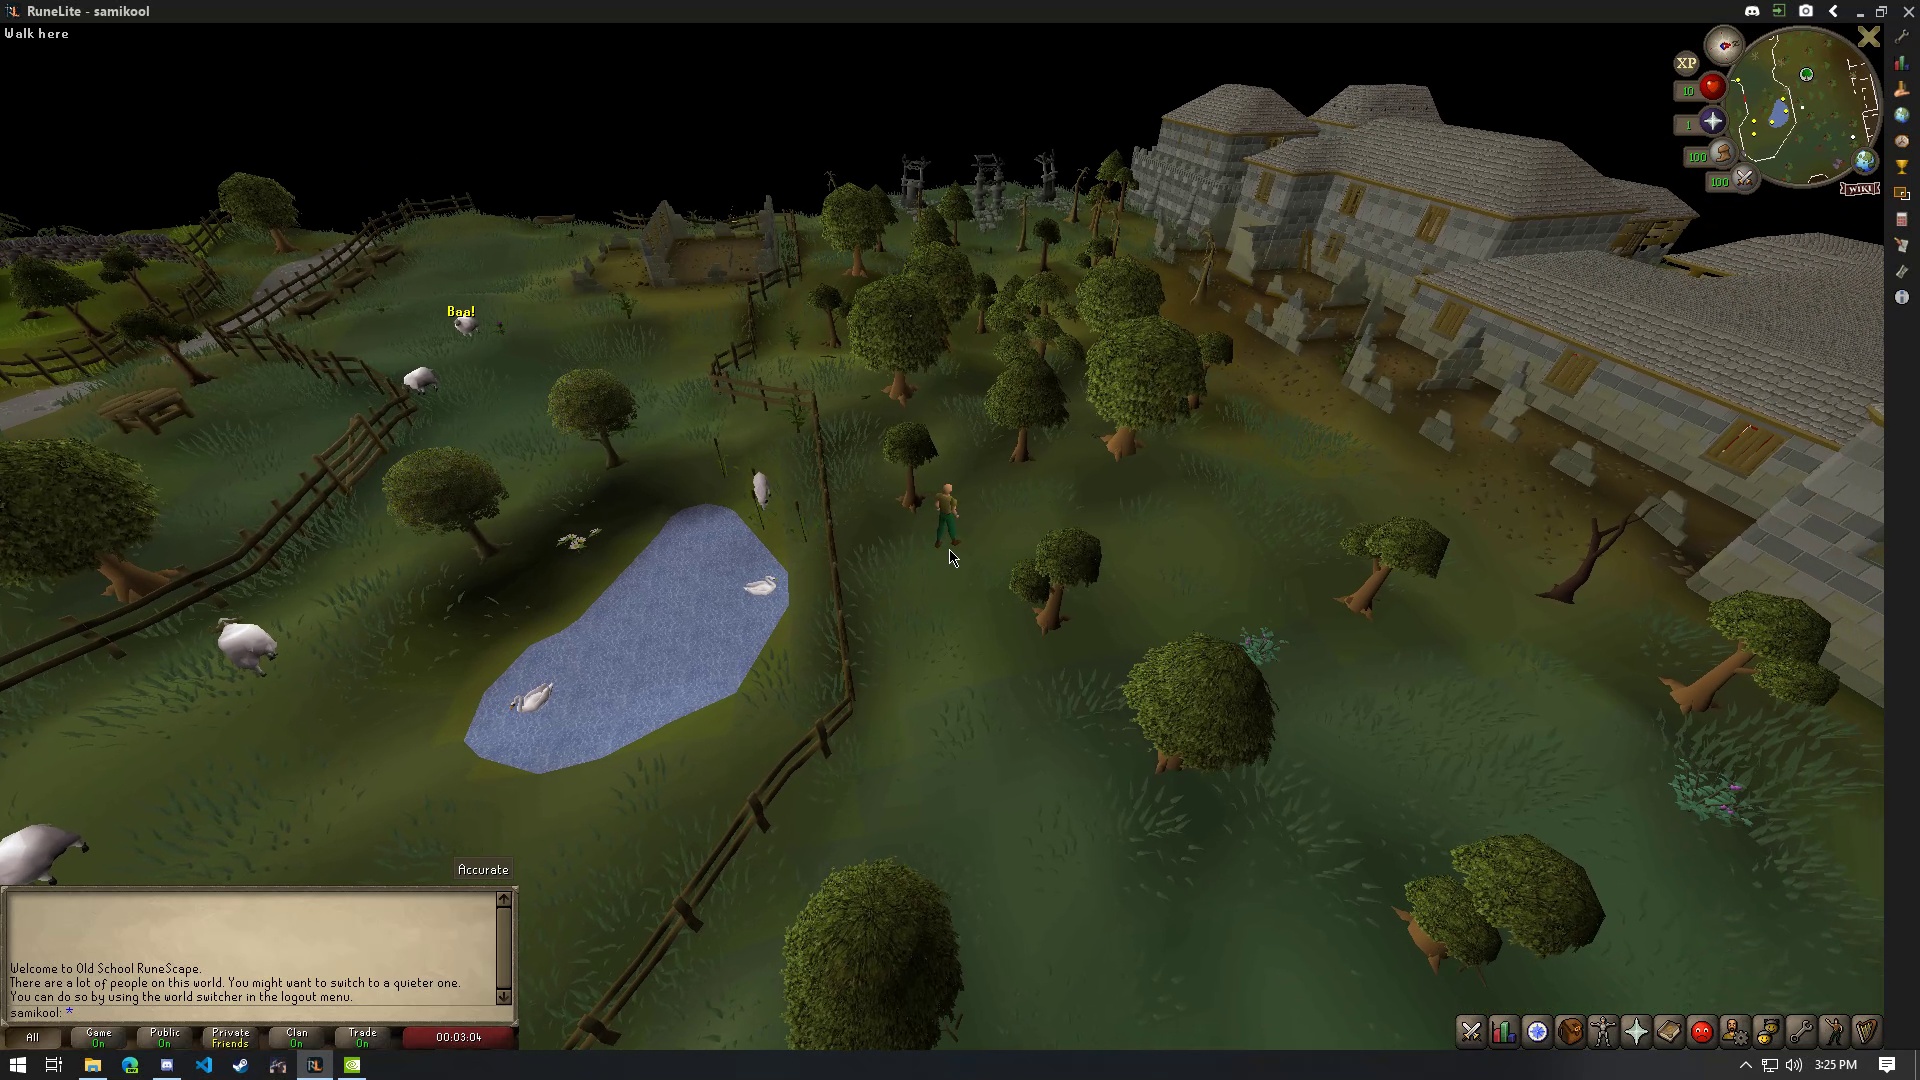 RuneLite - samikool
Walk here
XP
10
1
100
100
WIKI
Baa!
Accurate
Welcome to Old School RuneScape.
There are a lot of people on this world. You might want to switch to a quieter one.
You can do so by using the world switcher in the logout menu.
samikool: *
All
Game
On
Public
On
Private
Friends
Clan
On
Trade
On
00:03:04
3:25 PM